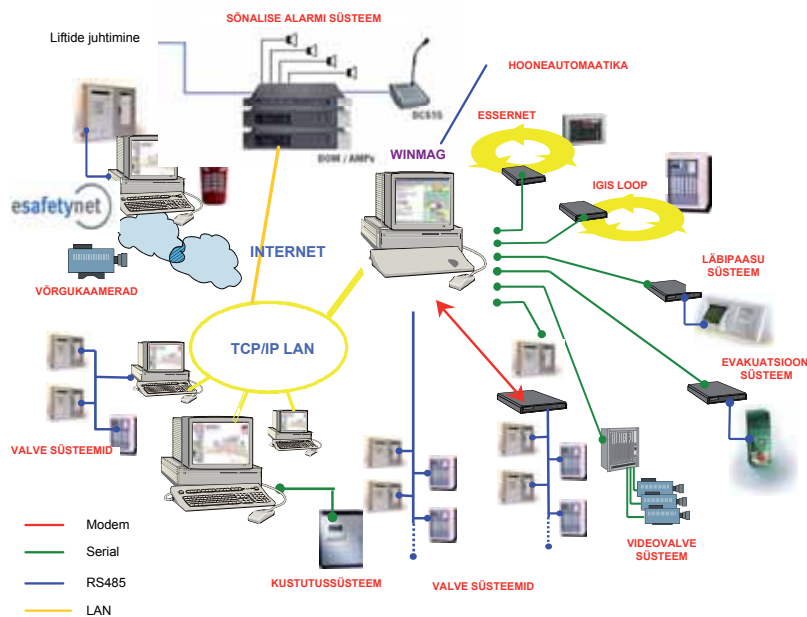 SÕNALISE ALARMI SÜSTEEM
Liftide juhtimine
HOONEAUTOMAATIKA
DCS15
ESSERNET
DOM / AMPs
WINMAG
IGIS LOOP
esafetynet
INTERNET
LÄBIPAASU
SÜSTEEM
VÕRGUKAAMERAD
TCP/IP LAN
EVAKUATSIOON
SÜSTEEM
VALVE SÜSTEEMID
Modem
Serial
VIDEOVALVE
SÜSTEEM
RS485
KUSTUTUSSÜSTEEM
VALVE SÜSTEEMID
LAN